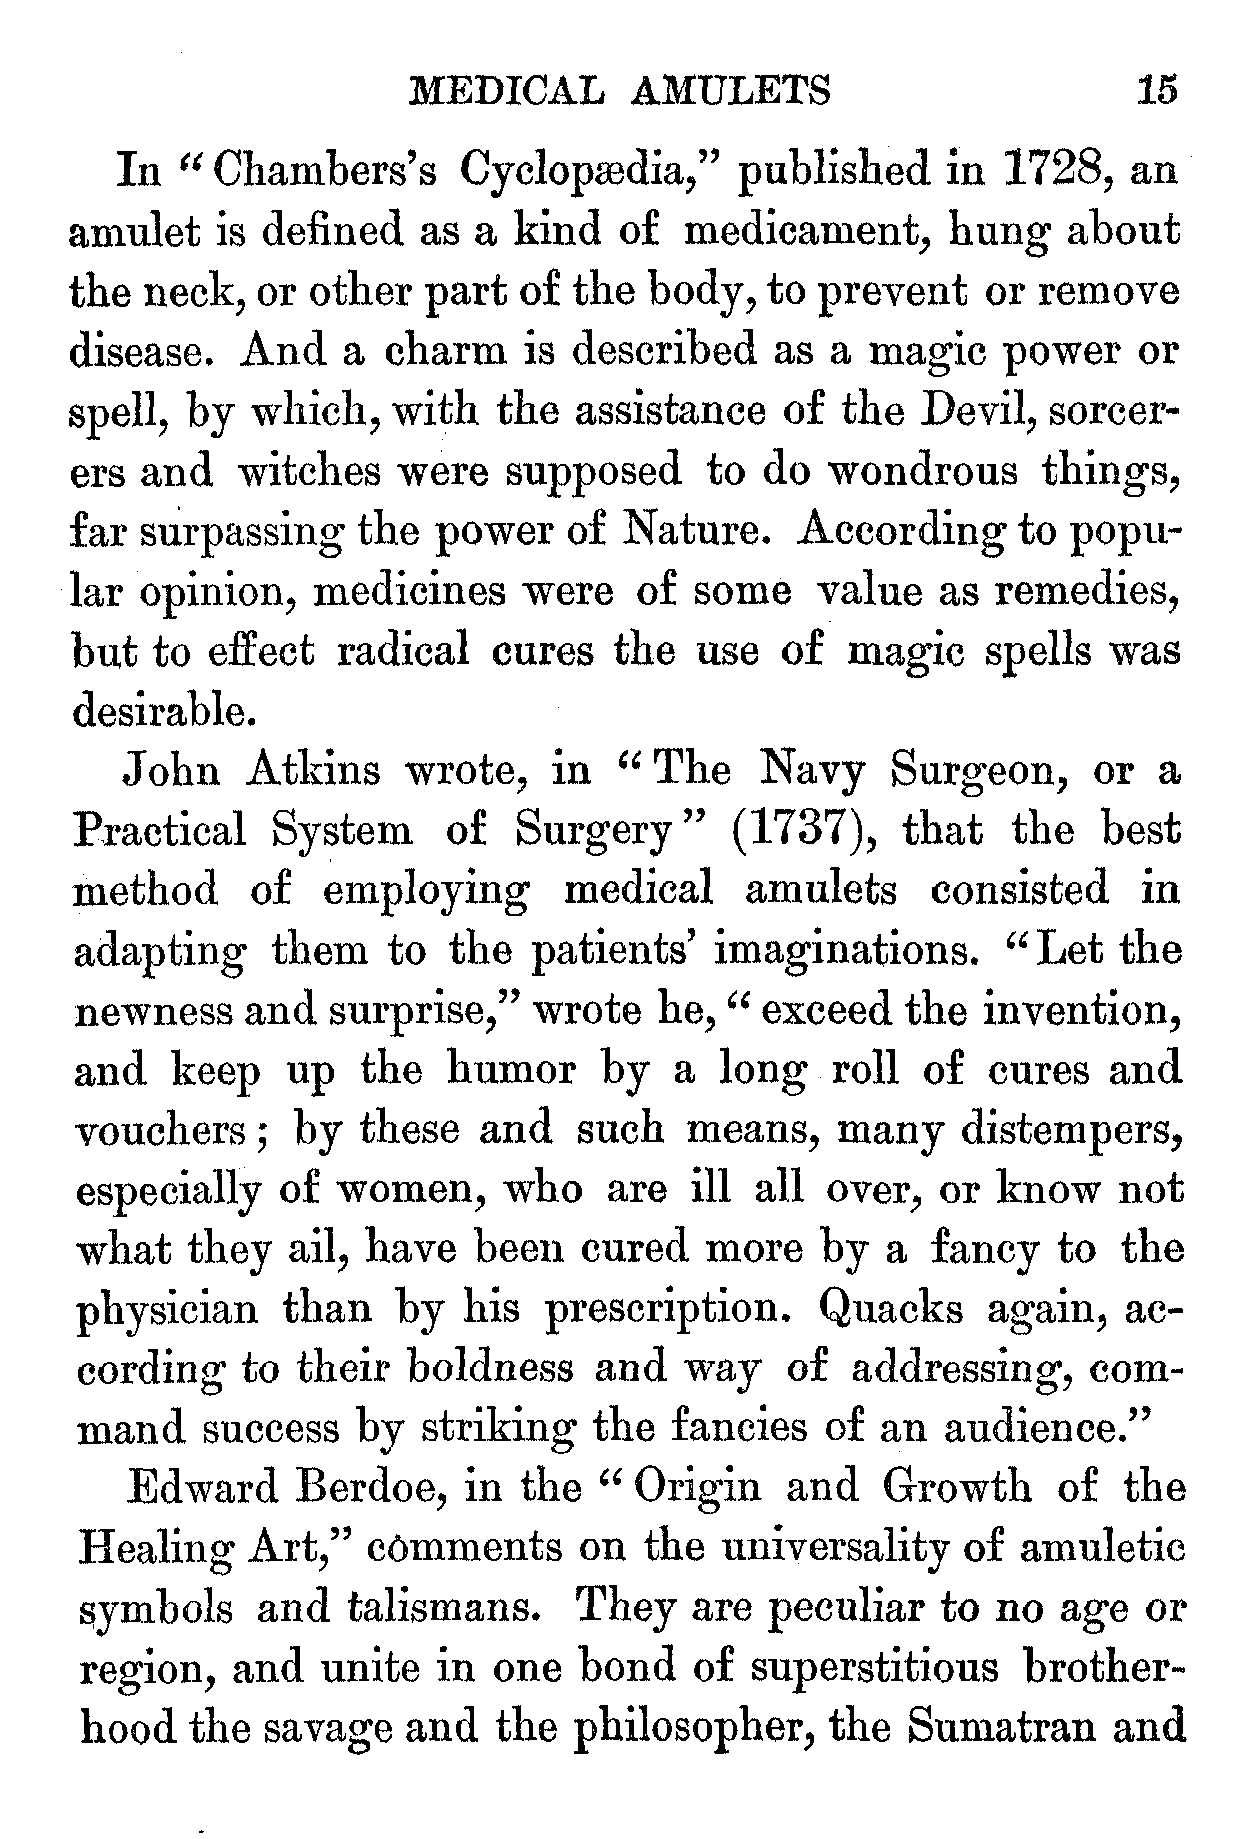 MEDICAL AMULETS 15
In “Chambers’s Cyclopædia,” published in 1728, an
amulet is defined as a kind of medicament, hung about
the neck, or other part of the body, to prevent or remove
disease. And a charm is described as a magic power or
spell, by which, with the assistance of the Devil, sorcer-
ers and witches were supposed to do wondrous things,
far surpassing the power of Nature. According to popu-
lar opinion, medicines were of some value as remedies,
but to effect radical cures the use of magic spells was
desirable.
John Atkins wrote, in “The Navy Surgeon, or a
Practical System of Surgery” (1737), that the best
method of employing medical amulets consisted in
adapting them to the patients’ imaginations. “Let the
newness and surprise,” wrote he, “exceed the invention,
and keep up the humor by a long roll of cures and
vouchers; by these and such means, many distempers,
especially of women, who are ill all over, or know not
what they ail, have been cured more by a fancy to the
physician than by his prescription. Quacks again, ac-
cording to their boldness and way of addressing, com-
mand success by striking the fancies of an audience.”
Edward Berdoe, in the “Origin and Growth of the
Healing Art,” comments on the universality of amuletic
symbols and talismans. They are peculiar to no age or
region, and unite in one bond of superstitious brother-
hood the savage and the philosopher, the Sumatran and